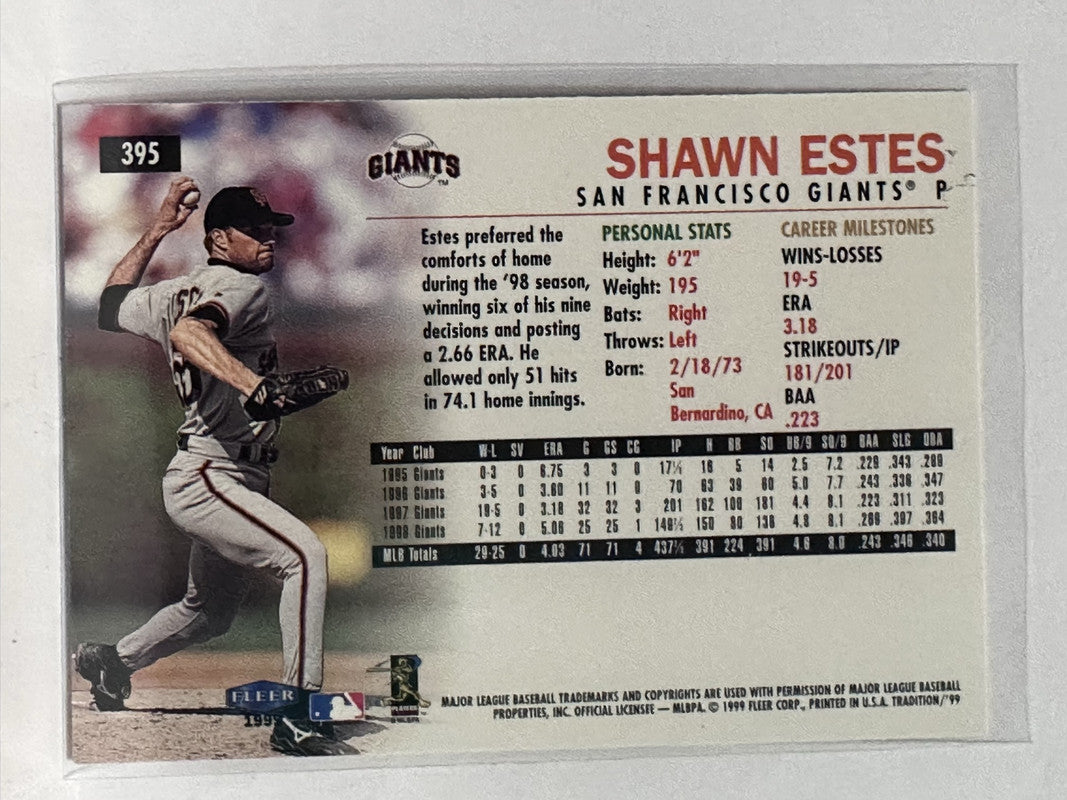 395
GIANTS
SHAWN ESTES
SAN FRANCISCO GIANTS® P
Estes preferred the
comforts of home
during the '98 season,
winning six of his nine
decisions and posting
a 2.66 ERA. He
allowed only 51 hits
in 74.1 home innings.
PERSONAL STATS
Height: 6'2"
Weight: 195
Bats: Right
Throws: Left
Born: 2/18/73
San
Bernardino, CA
CAREER MILESTONES
WINS-LOSSES
19-5
ERA
3.18
STRIKEOUTS/IP
181/201
BAA
.223
Year Club W-L SV ERA G GS CG IP H BB SO BB/9 SO/9 BAA SLG OBA
1995 Giants 0-3 0 6.75 3 3 0 17⅓ 16 5 14 2.5 7.2 .229 .343 .289
1996 Giants 3-5 0 3.60 11 11 0 70 63 39 60 5.0 7.7 .243 .336 .347
1997 Giants 19-5 0 3.18 32 32 3 201 162 100 181 4.4 8.1 .223 .311 .323
1998 Giants 7-12 0 5.06 25 25 1 149⅓ 150 80 136 4.8 8.1 .266 .397 .364
MLB Totals 29-25 0 4.03 71 71 4 437⅔ 391 224 391 4.6 8.0 .243 .346 .340
FLEER
1999
MAJOR LEAGUE BASEBALL TRADEMARKS AND COPYRIGHTS ARE USED WITH PERMISSION OF MAJOR LEAGUE BASEBALL
PROPERTIES, INC. OFFICIAL LICENSEE — MLBPA. © 1999 FLEER CORP., PRINTED IN U.S.A. TRADITION/'99